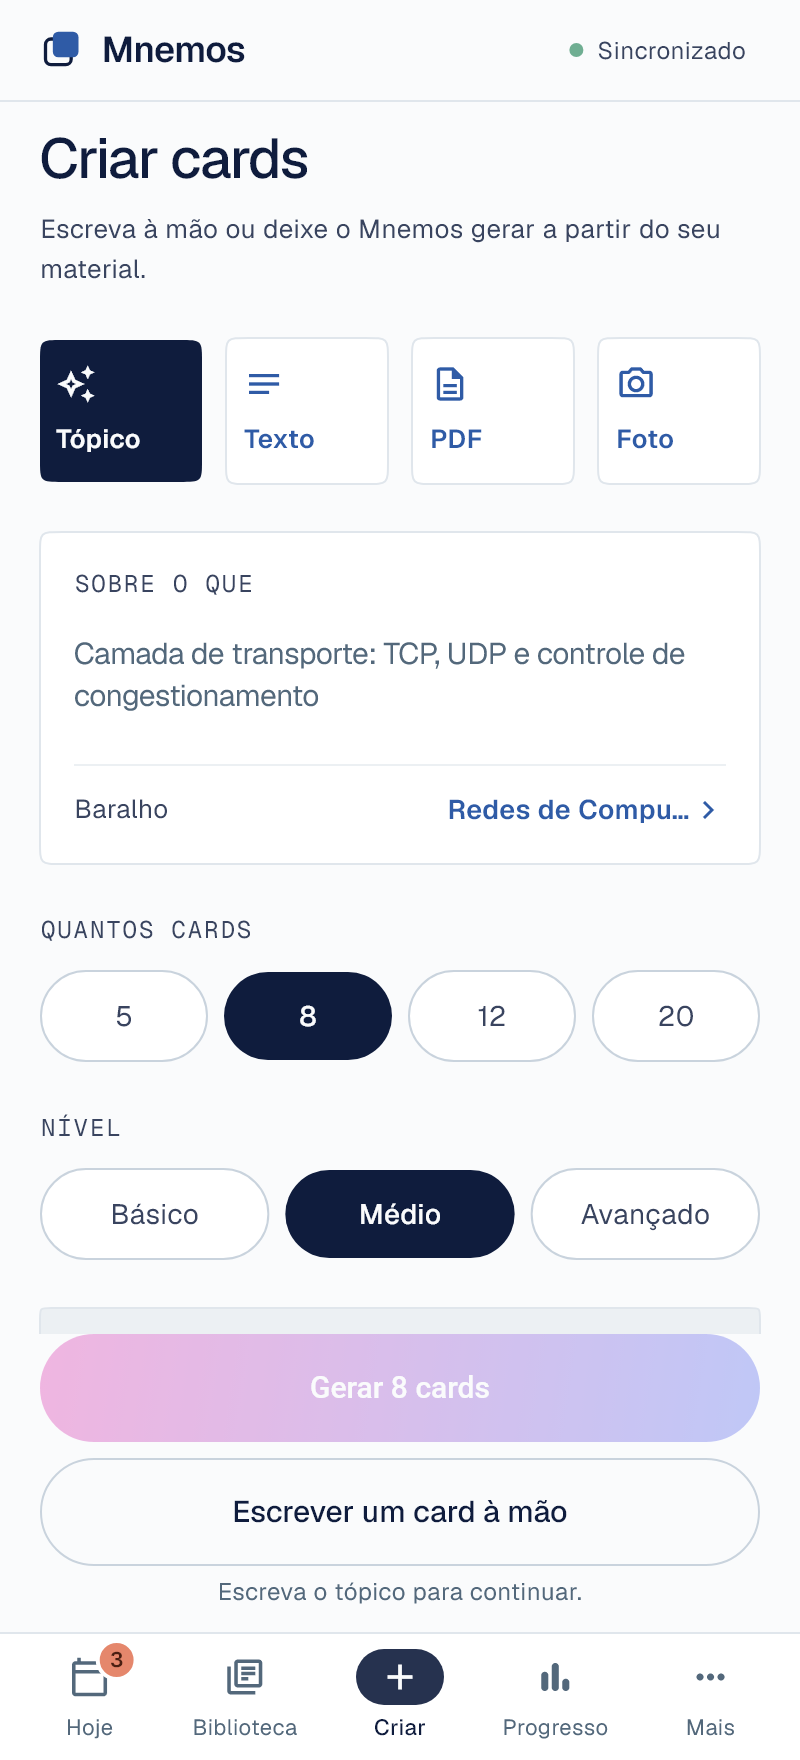 Mnemos
Sincronizado
Criar cards
Escreva à mão ou deixe o Mnemos gerar a partir do seu
material.
Tópico
Texto
PDF
Foto
SOBRE O QUE
Camada de transporte: TCP, UDP e controle de
congestionamento
Baralho
Redes de Compu...
QUANTOS CARDS
5
8
12
20
NÍVEL
Básico
Médio
Avançado
Gerar 8 cards
Escrever um card à mão
Escreva o tópico para continuar.
3
Hoje
Biblioteca
Criar
Progresso
Mais